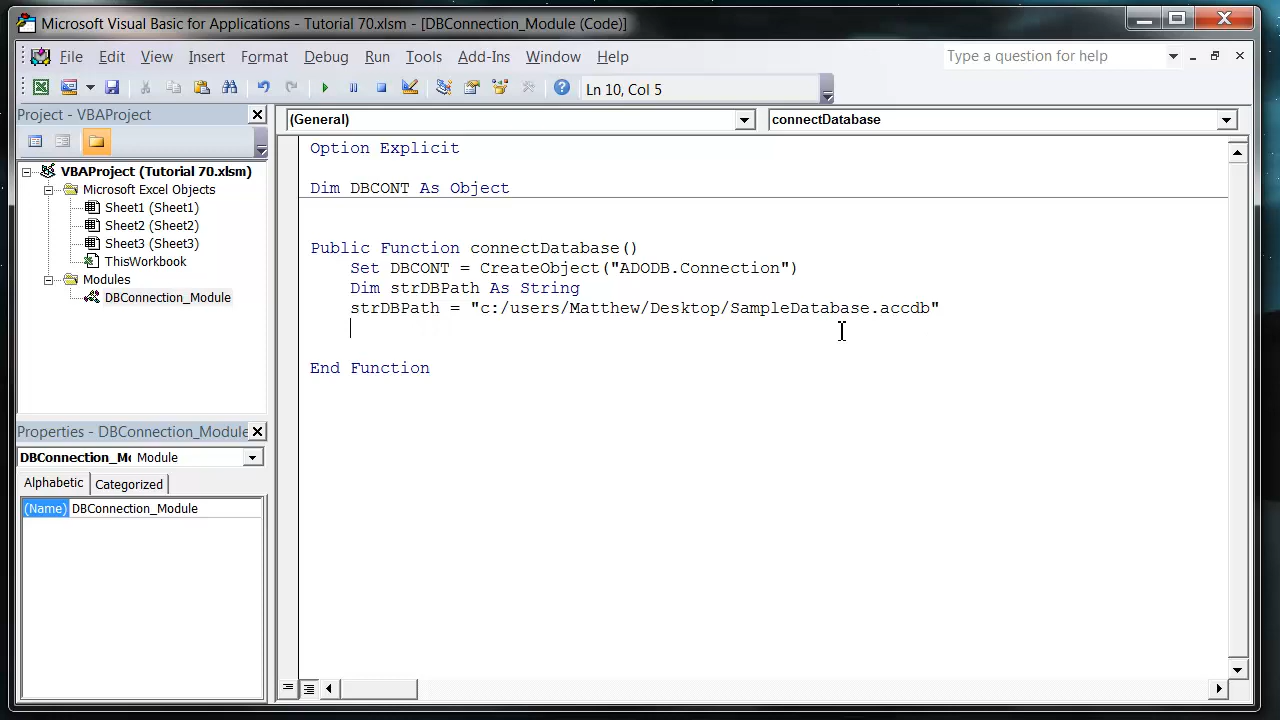 Microsoft Visual Basic for Applications - Tutorial 70.xlsm - [DBConnection_Module (Code)]
File Edit View Insert Format Debug Run Tools Add-Ins Window Help
Type a question for help
Ln 10, Col 5
Project - VBAProject
(General)
connectDatabase
VBAProject (Tutorial 70.xlsm)
Microsoft Excel Objects
Sheet1 (Sheet1)
Sheet2 (Sheet2)
Sheet3 (Sheet3)
ThisWorkbook
Modules
DBConnection_Module
Properties - DBConnection_Module
DBConnection_Mo Module
Alphabetic Categorized
(Name) DBConnection_Module
Option Explicit
Dim DBCONT As Object
Public Function connectDatabase()
Set DBCONT = CreateObject("ADODB.Connection")
Dim strDBPath As String
strDBPath = "c:/users/Matthew/Desktop/SampleDatabase.accdb"
End Function